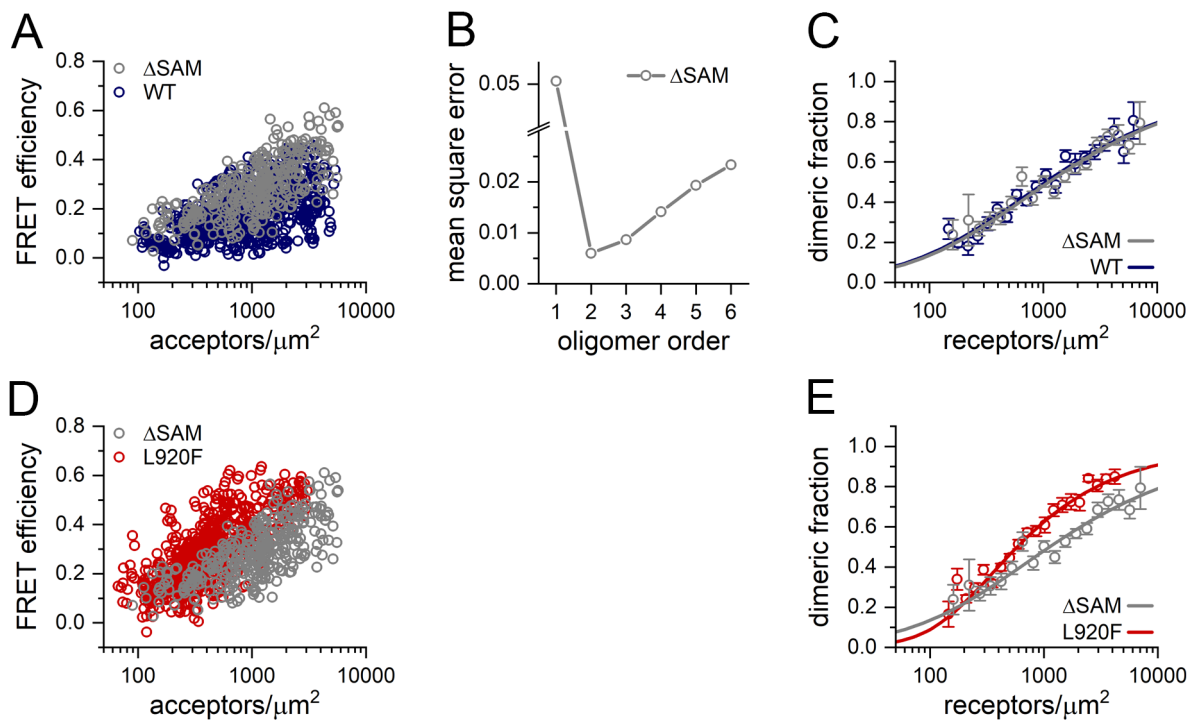 A
FRET efficiency
0.8
0.6
0.4
0.2
0.0
ΔSAM
WT
100 1000 10000
acceptors/μm²
B
mean square error
0.05
0.02
0.01
0.00
ΔSAM
1 2 3 4 5 6
oligomer order
C
dimeric fraction
1.0
0.8
0.6
0.4
0.2
0.0
ΔSAM
WT
100 1000 10000
receptors/μm²
D
FRET efficiency
0.8
0.6
0.4
0.2
0.0
ΔSAM
L920F
100 1000 10000
acceptors/μm²
E
dimeric fraction
1.0
0.8
0.6
0.4
0.2
0.0
ΔSAM
L920F
100 1000 10000
receptors/μm²